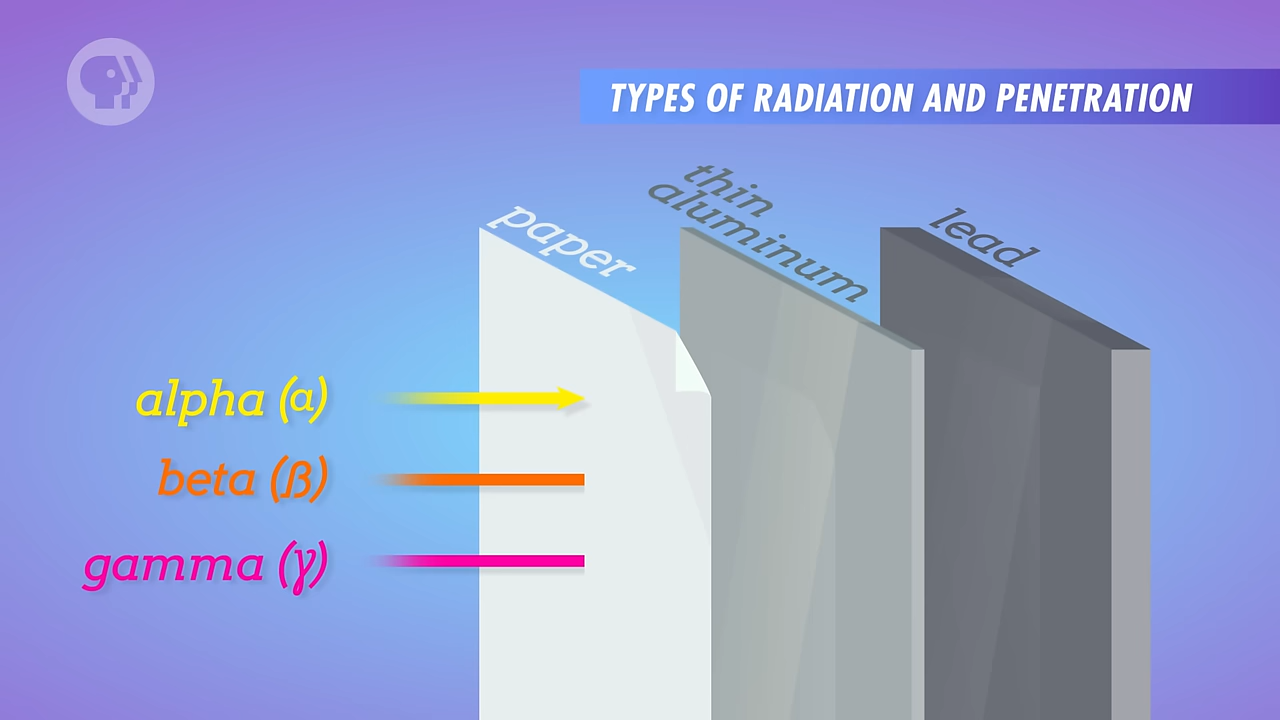 TYPES OF RADIATION AND PENETRATION
paper
thin
aluminum
lead
alpha (α)
beta (β)
gamma (γ)